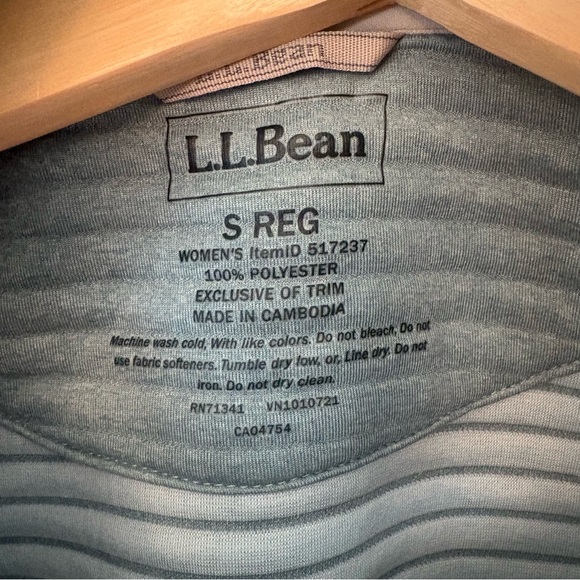 Bean
L.L.Bean
S REG
WOMEN'S ItemID 517237
100% POLYESTER
EXCLUSIVE OF TRIM
MADE IN CAMBODIA
Machine wash cold, With like colors. Do not bleach. Do not
use fabric softeners. Tumble dry low, or, Line dry. Do not
iron. Do not dry clean.
RN71341 VN1010721
CA04754